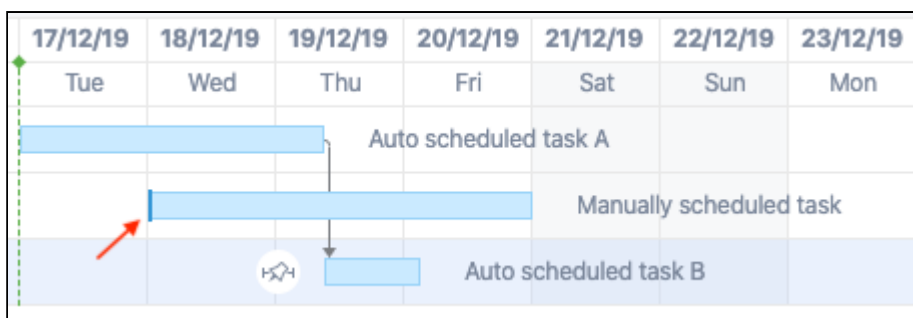 17/12/19 18/12/19 19/12/19 20/12/19 21/12/19 22/12/19 23/12/19
Tue Wed Thu Fri Sat Sun Mon
Auto scheduled task A
Manually scheduled task
Auto scheduled task B